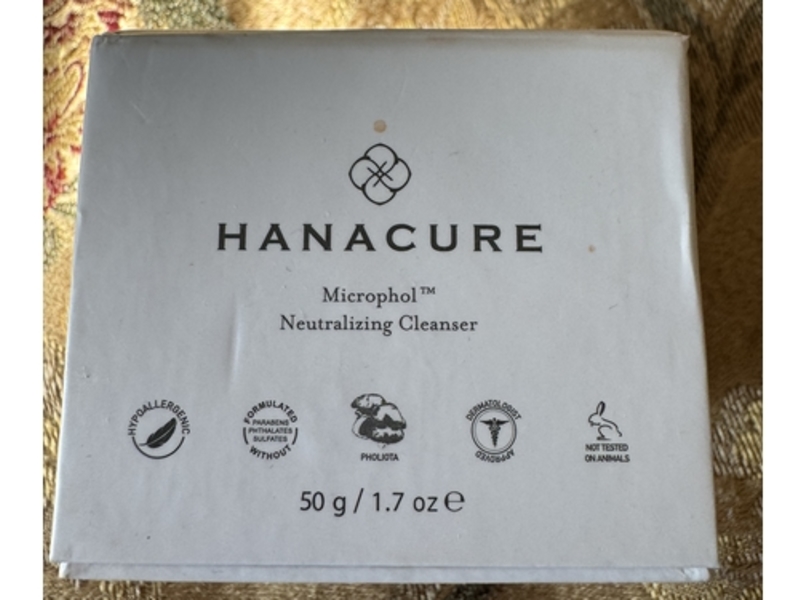 HANACURE
Microphol™
Neutralizing Cleanser
HYPOALLERGENIC
FORMULATED
PARABENS
PHTHALATES
SULFATES
WITHOUT
PHOLIOTA
DERMATOLOGIST
APPROVED
NOT TESTED
ON ANIMALS
50 g / 1.7 oz ℮